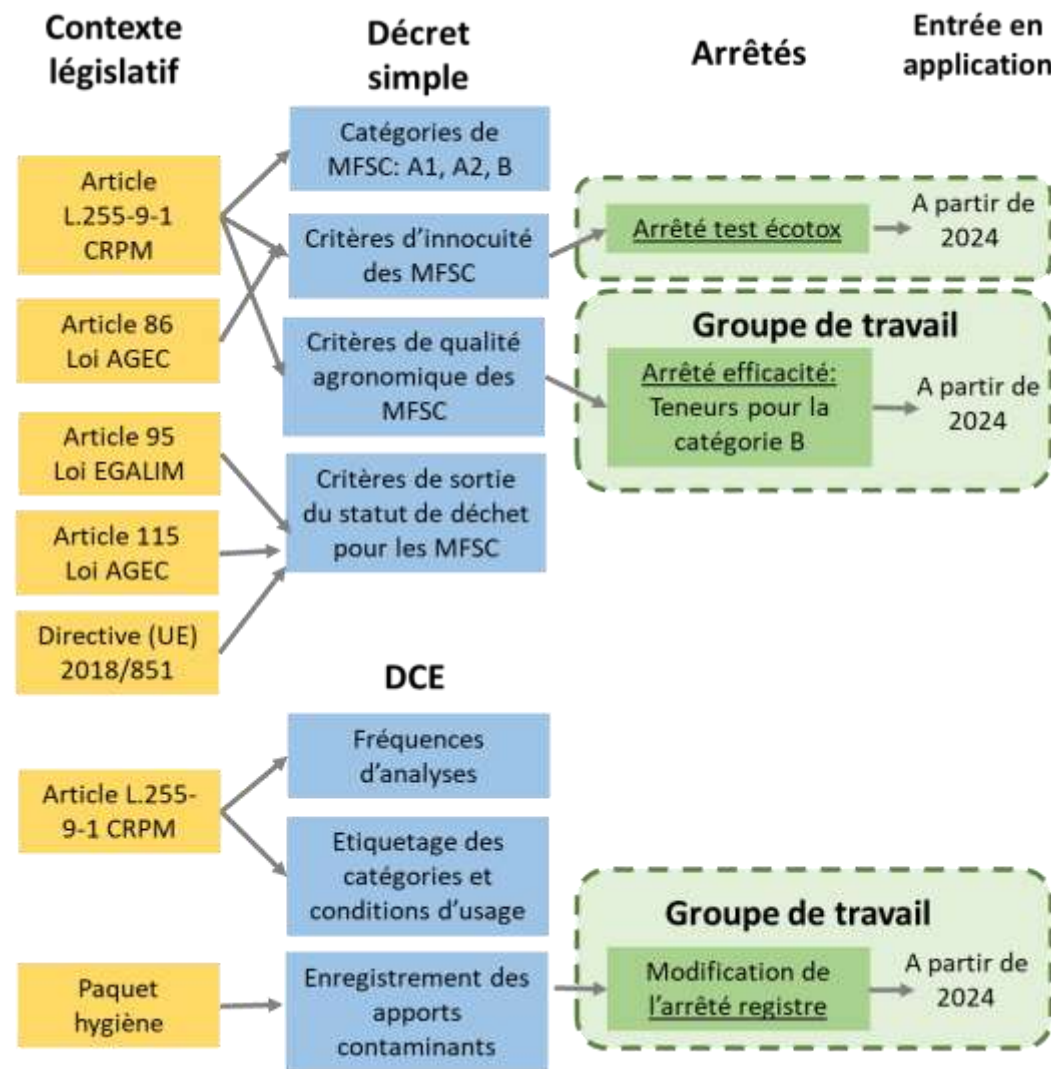 Contexte
législatif
Décret
simple
Arrêtés
Entrée en
application
Article
L.255-9-1
CRPM
Article 86
Loi AGEC
Article 95
Loi EGALIM
Article 115
Loi AGEC
Directive (UE)
2018/851
Catégories de
MFSC: A1, A2, B
Critères d'innocuité
des MFSC
Critères de qualité
agronomique des
MFSC
Critères de sortie
du statut de déchet
pour les MFSC
Arrêté test écotox
A partir de
2024
Groupe de travail
Arrêté efficacité:
Teneurs pour la
catégorie B
A partir de
2024
DCE
Article L.255-
9-1 CRPM
Paquet
hygiène
Fréquences
d'analyses
Etiquetage des
catégories et
conditions d'usage
Enregistrement des
apports
contaminants
Groupe de travail
Modification de
l'arrêté registre
A partir de
2024